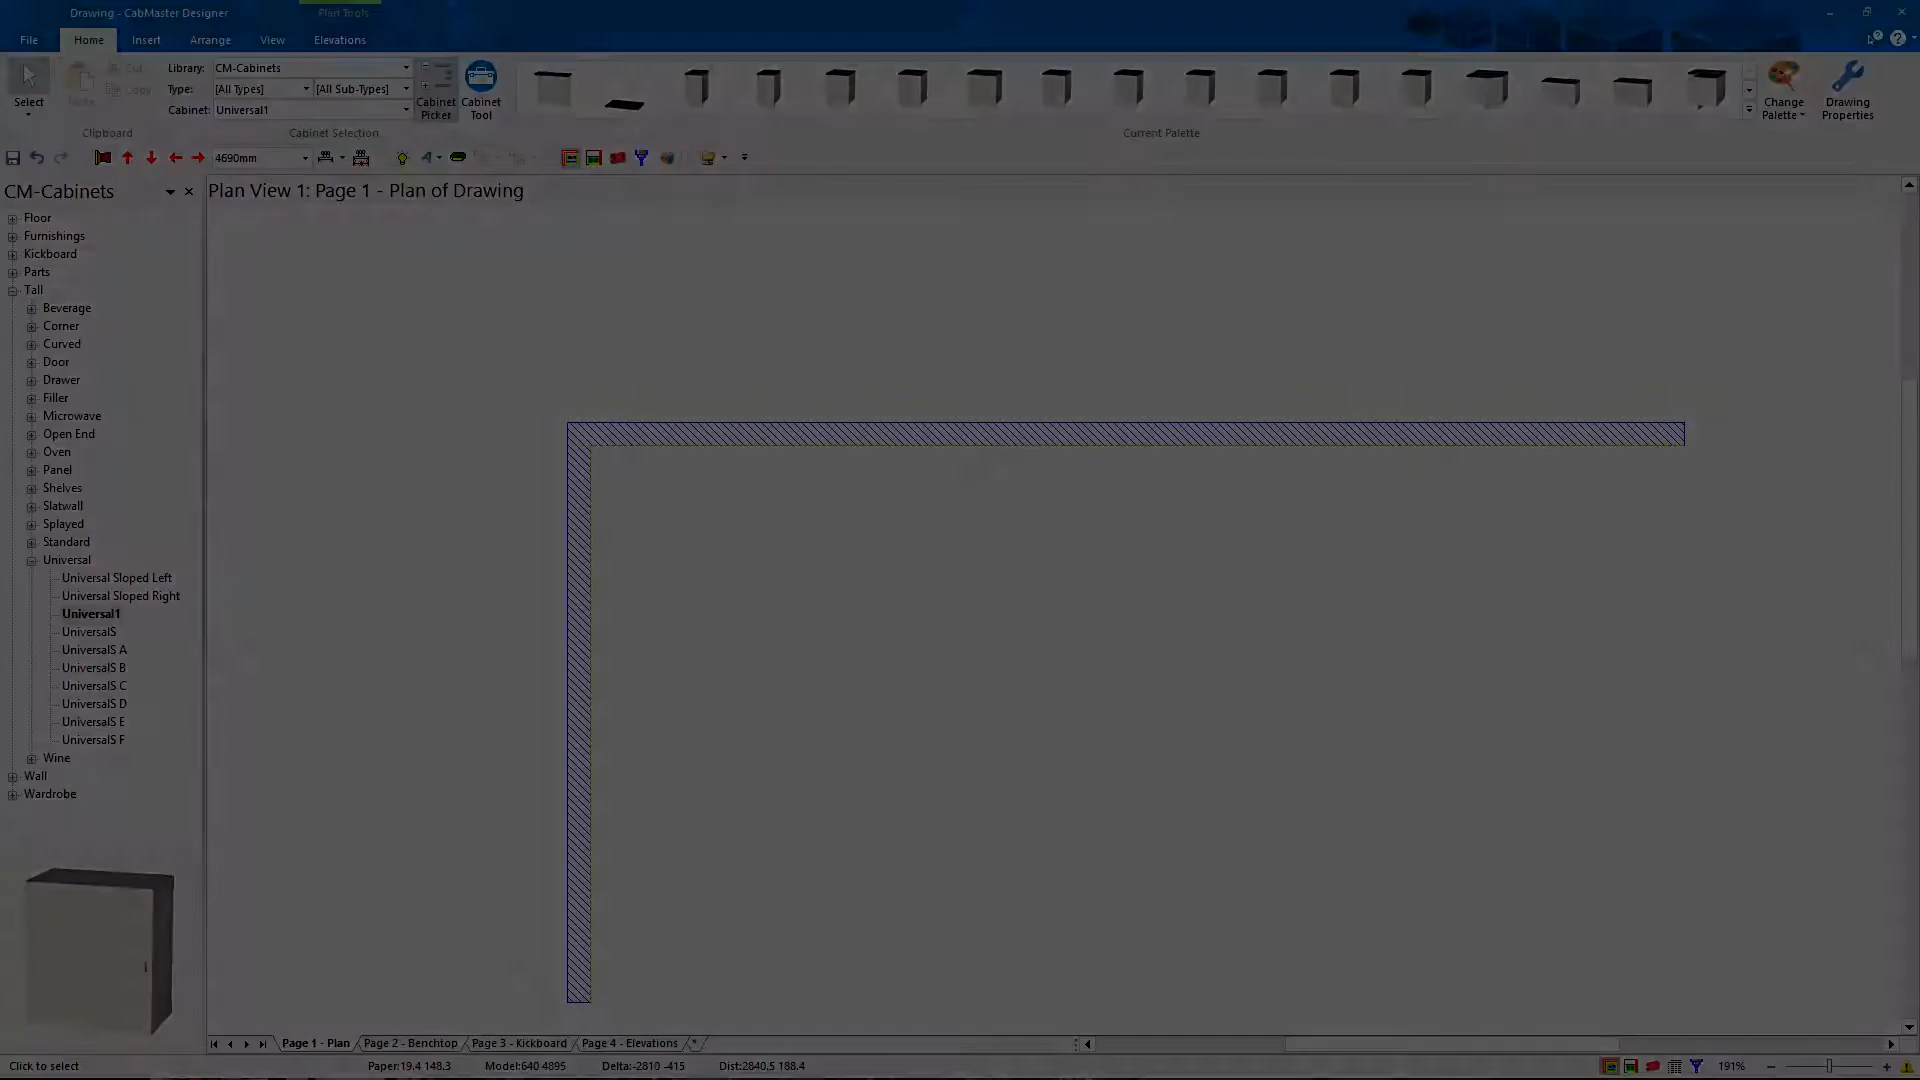 Drawing - CabMaster Designer
Plan Tools
File
Home
Insert
Arrange
View
Elevations
Select
Cut
Copy
Clipboard
Library: CM-Cabinets
Type: [All Types] [All Sub-Types]
Cabinet: Universal1
Cabinet Picker
Cabinet Tool
Cabinet Selection
Current Palette
Change Palette
Drawing Properties
4690mm
CM-Cabinets
Plan View 1: Page 1 - Plan of Drawing
Floor
Furnishings
Kickboard
Parts
Tall
Beverage
Corner
Curved
Door
Drawer
Filler
Microwave
Open End
Oven
Panel
Shelves
Slatwall
Splayed
Standard
Universal
Universal Sloped Left
Universal Sloped Right
Universal1
UniversalS
UniversalS A
UniversalS B
UniversalS C
UniversalS D
UniversalS E
UniversalS F
Wine
Wall
Wardrobe
Page 1 - Plan
Page 2 - Benchtop
Page 3 - Kickboard
Page 4 - Elevations
Click to select
Paper:19.4 148.3
Model:640 4895
Delta:-2810 -415
Dist:2840.5 188.4
191%